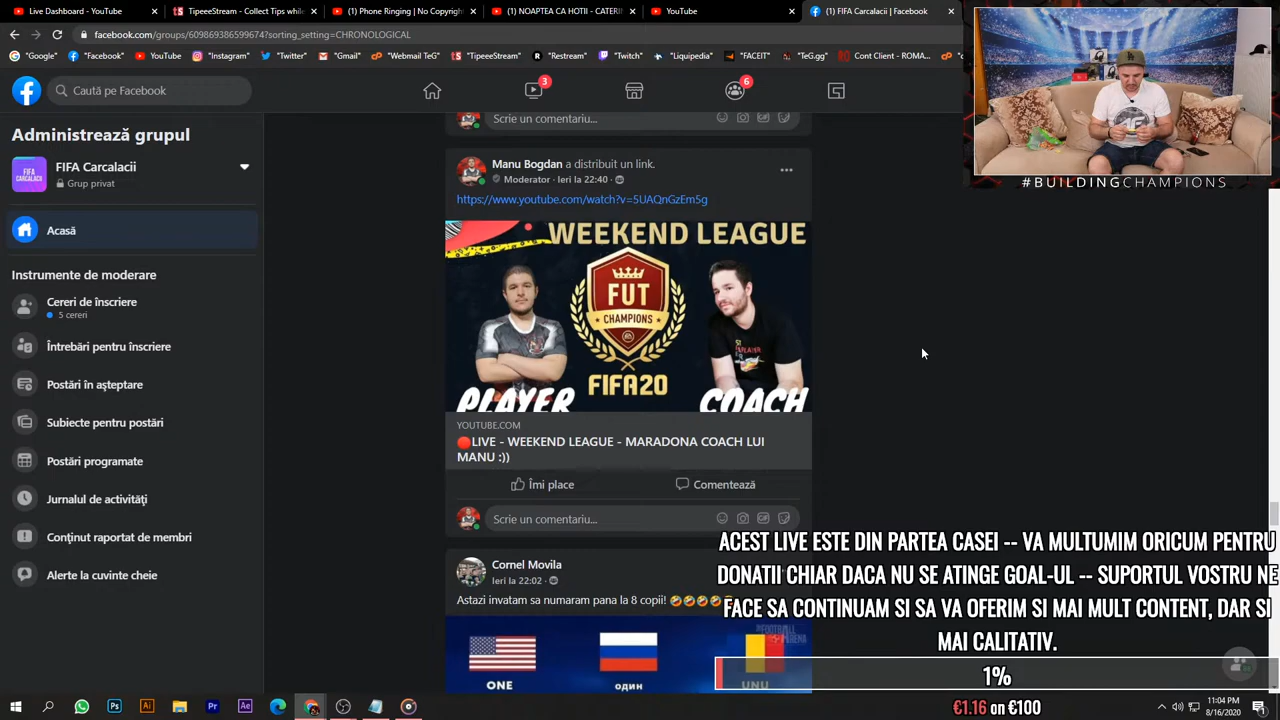 Live Dashboard - YouTube
TipeeeStream - Collect Tips while
(1) Phone Ringing | No Copyrigh
(1) NOAPTEA CA HOTII - CATERIN
YouTube
(1) FIFA Carcalacii | Facebook
facebook.com/groups/609869386599674?sorting_setting=CHRONOLOGICAL
"Google"
"Facebook"
"YouTube"
"Instagram"
"Twitter"
"Gmail"
"Webmail TeG"
"TipeeStream"
"Restream"
"Twitch"
"Liquipedia"
"FACEIT"
"TeG.gg"
Cont Client - ROMA...
Caută pe Facebook
3
6
#BUILDINGCHAMPIONS
Administrează grupul
FIFA Carcalacii
Grup privat
Acasă
Instrumente de moderare
Cereri de înscriere
5 cereri
Întrebări pentru înscriere
Postări în așteptare
Subiecte pentru postări
Postări programate
Jurnalul de activități
Conținut raportat de membri
Alerte la cuvinte cheie
Scrie un comentariu...
Manu Bogdan a distribuit un link.
Moderator · Ieri la 22:40
https://www.youtube.com/watch?v=5UAQnGzEm5g
WEEKEND LEAGUE
FUT
CHAMPIONS
FIFA20
PLAYER
COACH
YOUTUBE.COM
🔴LIVE - WEEKEND LEAGUE - MARADONA COACH LUI
MANU :))
Îmi place
Comentează
Scrie un comentariu...
Cornel Movila
Ieri la 22:02
Astazi invatam sa numaram pana la 8 copii! 🤣🤣🤣🤣
ONE
один
UNU
ACEST LIVE ESTE DIN PARTEA CASEI -- VA MULTUMIM ORICUM PENTRU
DONATII CHIAR DACA NU SE ATINGE GOAL-UL -- SUPORTUL VOSTRU NE
FACE SA CONTINUAM SI SA VA OFERIM SI MAI MULT CONTENT, DAR SI
MAI CALITATIV.
1%
€1.16 on €100
11:04 PM
8/16/2020